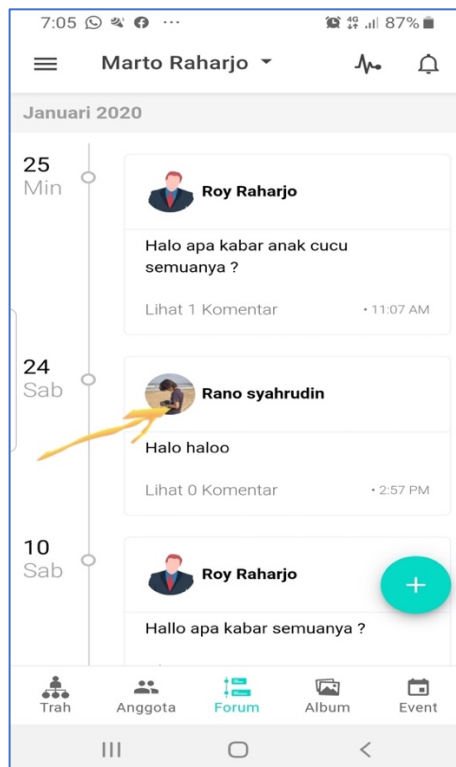 7:05
4G 87%
Marto Raharjo
Januari 2020
25
Min
Roy Raharjo
Halo apa kabar anak cucu
semuanya ?
Lihat 1 Komentar • 11:07 AM
24
Sab
Rano syahrudin
Halo haloo
Lihat 0 Komentar • 2:57 PM
10
Sab
Roy Raharjo
+
Hallo apa kabar semuanya ?
Trah Anggota Forum Album Event